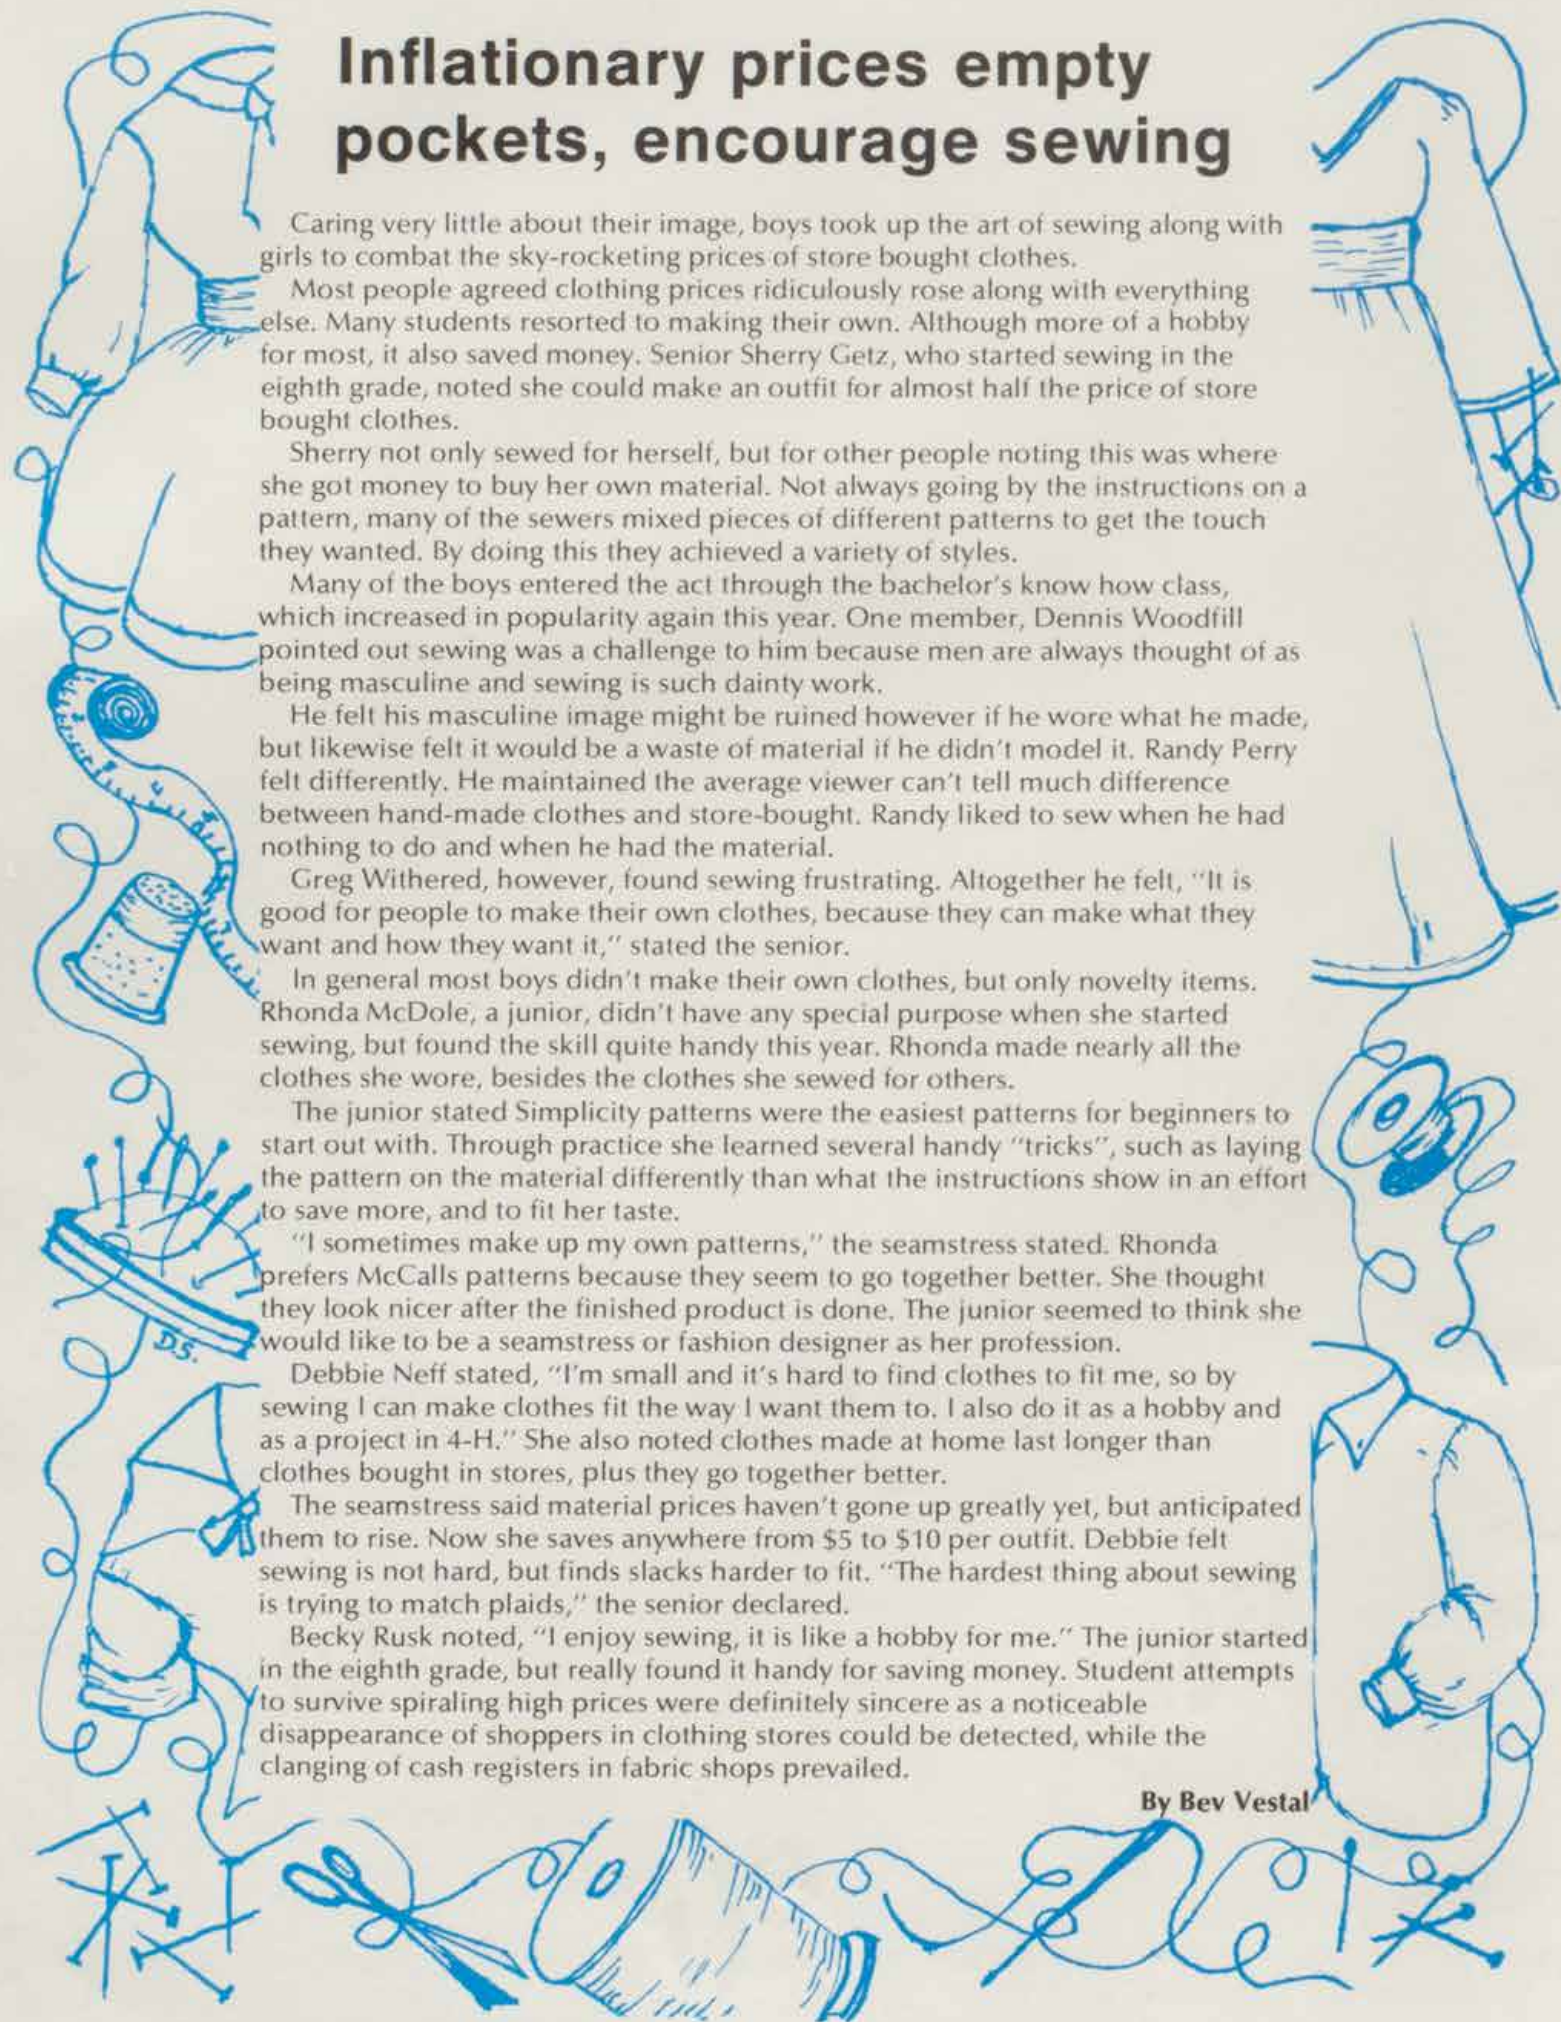 Inflationary prices empty
pockets, encourage sewing
Caring very little about their image, boys took up the art of sewing along with
girls to combat the sky-rocketing prices of store bought clothes.
Most people agreed clothing prices ridiculously rose along with everything
else. Many students resorted to making their own. Although more of a hobby
for most, it also saved money. Senior Sherry Getz, who started sewing in the
eighth grade, noted she could make an outfit for almost half the price of store
bought clothes.
Sherry not only sewed for herself, but for other people noting this was where
she got money to buy her own material. Not always going by the instructions on a
pattern, many of the sewers mixed pieces of different patterns to get the touch
they wanted. By doing this they achieved a variety of styles.
Many of the boys entered the act through the bachelor's know how class,
which increased in popularity again this year. One member, Dennis Woodfill
pointed out sewing was a challenge to him because men are always thought of as
being masculine and sewing is such dainty work.
He felt his masculine image might be ruined however if he wore what he made,
but likewise felt it would be a waste of material if he didn't model it. Randy Perry
felt differently. He maintained the average viewer can't tell much difference
between hand-made clothes and store-bought. Randy liked to sew when he had
nothing to do and when he had the material.
Greg Withered, however, found sewing frustrating. Altogether he felt, "It is
good for people to make their own clothes, because they can make what they
want and how they want it," stated the senior.
In general most boys didn't make their own clothes, but only novelty items.
Rhonda McDole, a junior, didn't have any special purpose when she started
sewing, but found the skill quite handy this year. Rhonda made nearly all the
clothes she wore, besides the clothes she sewed for others.
The junior stated Simplicity patterns were the easiest patterns for beginners to
start out with. Through practice she learned several handy "tricks", such as laying
the pattern on the material differently than what the instructions show in an effort
to save more, and to fit her taste.
"I sometimes make up my own patterns," the seamstress stated. Rhonda
prefers McCalls patterns because they seem to go together better. She thought
they look nicer after the finished product is done. The junior seemed to think she
would like to be a seamstress or fashion designer as her profession.
D.S.
Debbie Neff stated, "I'm small and it's hard to find clothes to fit me, so by
sewing I can make clothes fit the way I want them to. I also do it as a hobby and
as a project in 4-H." She also noted clothes made at home last longer than
clothes bought in stores, plus they go together better.
The seamstress said material prices haven't gone up greatly yet, but anticipated
them to rise. Now she saves anywhere from $5 to $10 per outfit. Debbie felt
sewing is not hard, but finds slacks harder to fit. "The hardest thing about sewing
is trying to match plaids," the senior declared.
Becky Rusk noted, "I enjoy sewing, it is like a hobby for me." The junior started
in the eighth grade, but really found it handy for saving money. Student attempts
to survive spiraling high prices were definitely sincere as a noticeable
disappearance of shoppers in clothing stores could be detected, while the
clanging of cash registers in fabric shops prevailed.
By Bev Vestal